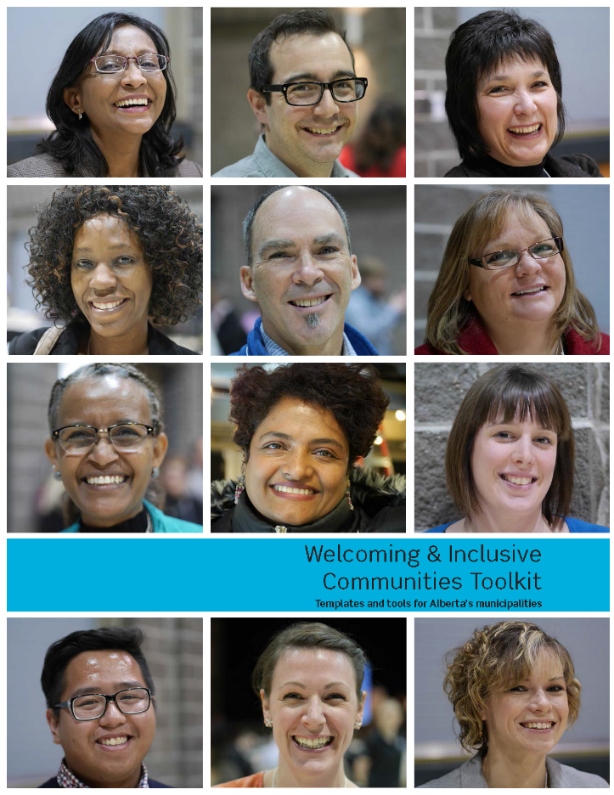 Welcoming & Inclusive
Communities Toolkit
Templates and tools for Alberta's municipalities